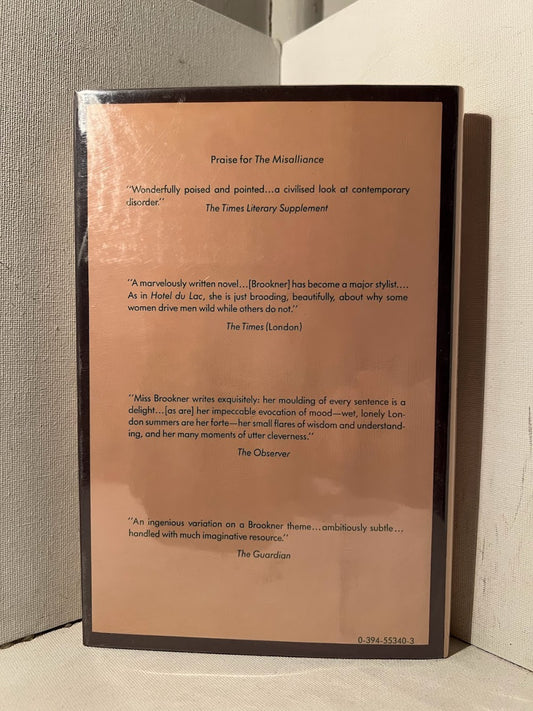 Praise for The Misalliance
"Wonderfully poised and pointed...a civilised look at contemporary
disorder."
The Times Literary Supplement
"A marvelously written novel...[Brookner] has become a major stylist....
As in Hotel du Lac, she is just brooding, beautifully, about why some
women drive men wild while others do not."
The Times (London)
"Miss Brookner writes exquisitely: her moulding of every sentence is a
delight...[as are] her impeccable evocation of mood—wet, lonely Lon-
don summers are her forte—her small flares of wisdom and understand-
ing, and her many moments of utter cleverness."
The Observer
"An ingenious variation on a Brookner theme...ambitiously subtle...
handled with much imaginative resource."
The Guardian
0-394-55340-3